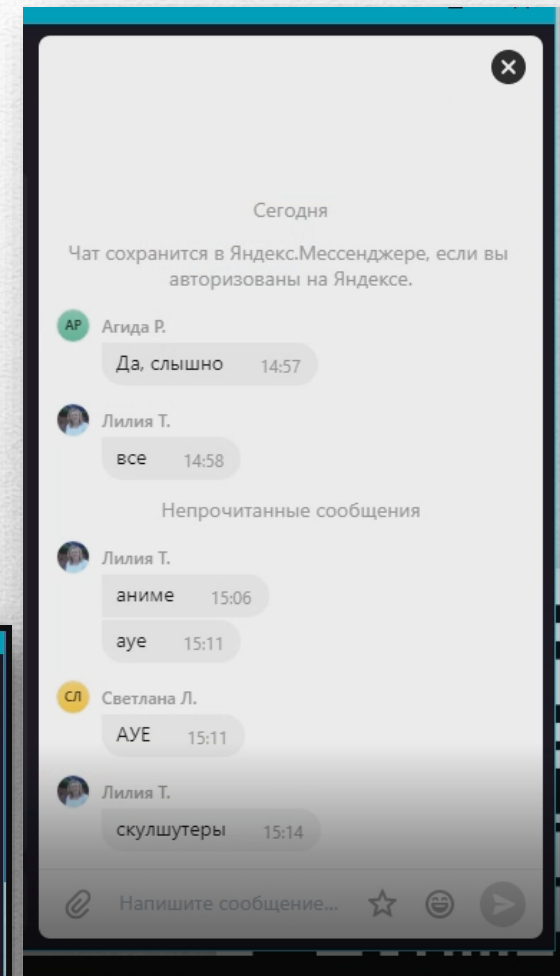 Сегодня
Чат сохранится в Яндекс.Мессенджере, если вы
авторизованы на Яндексе.
АР Агида Р.
Да, слышно 14:57
Лилия Т.
все 14:58
Непрочитанные сообщения
Лилия Т.
аниме 15:06
ауе 15:11
СЛ Светлана Л.
АУЕ 15:11
Лилия Т.
скулшутеры 15:14
Напишите сообщение...